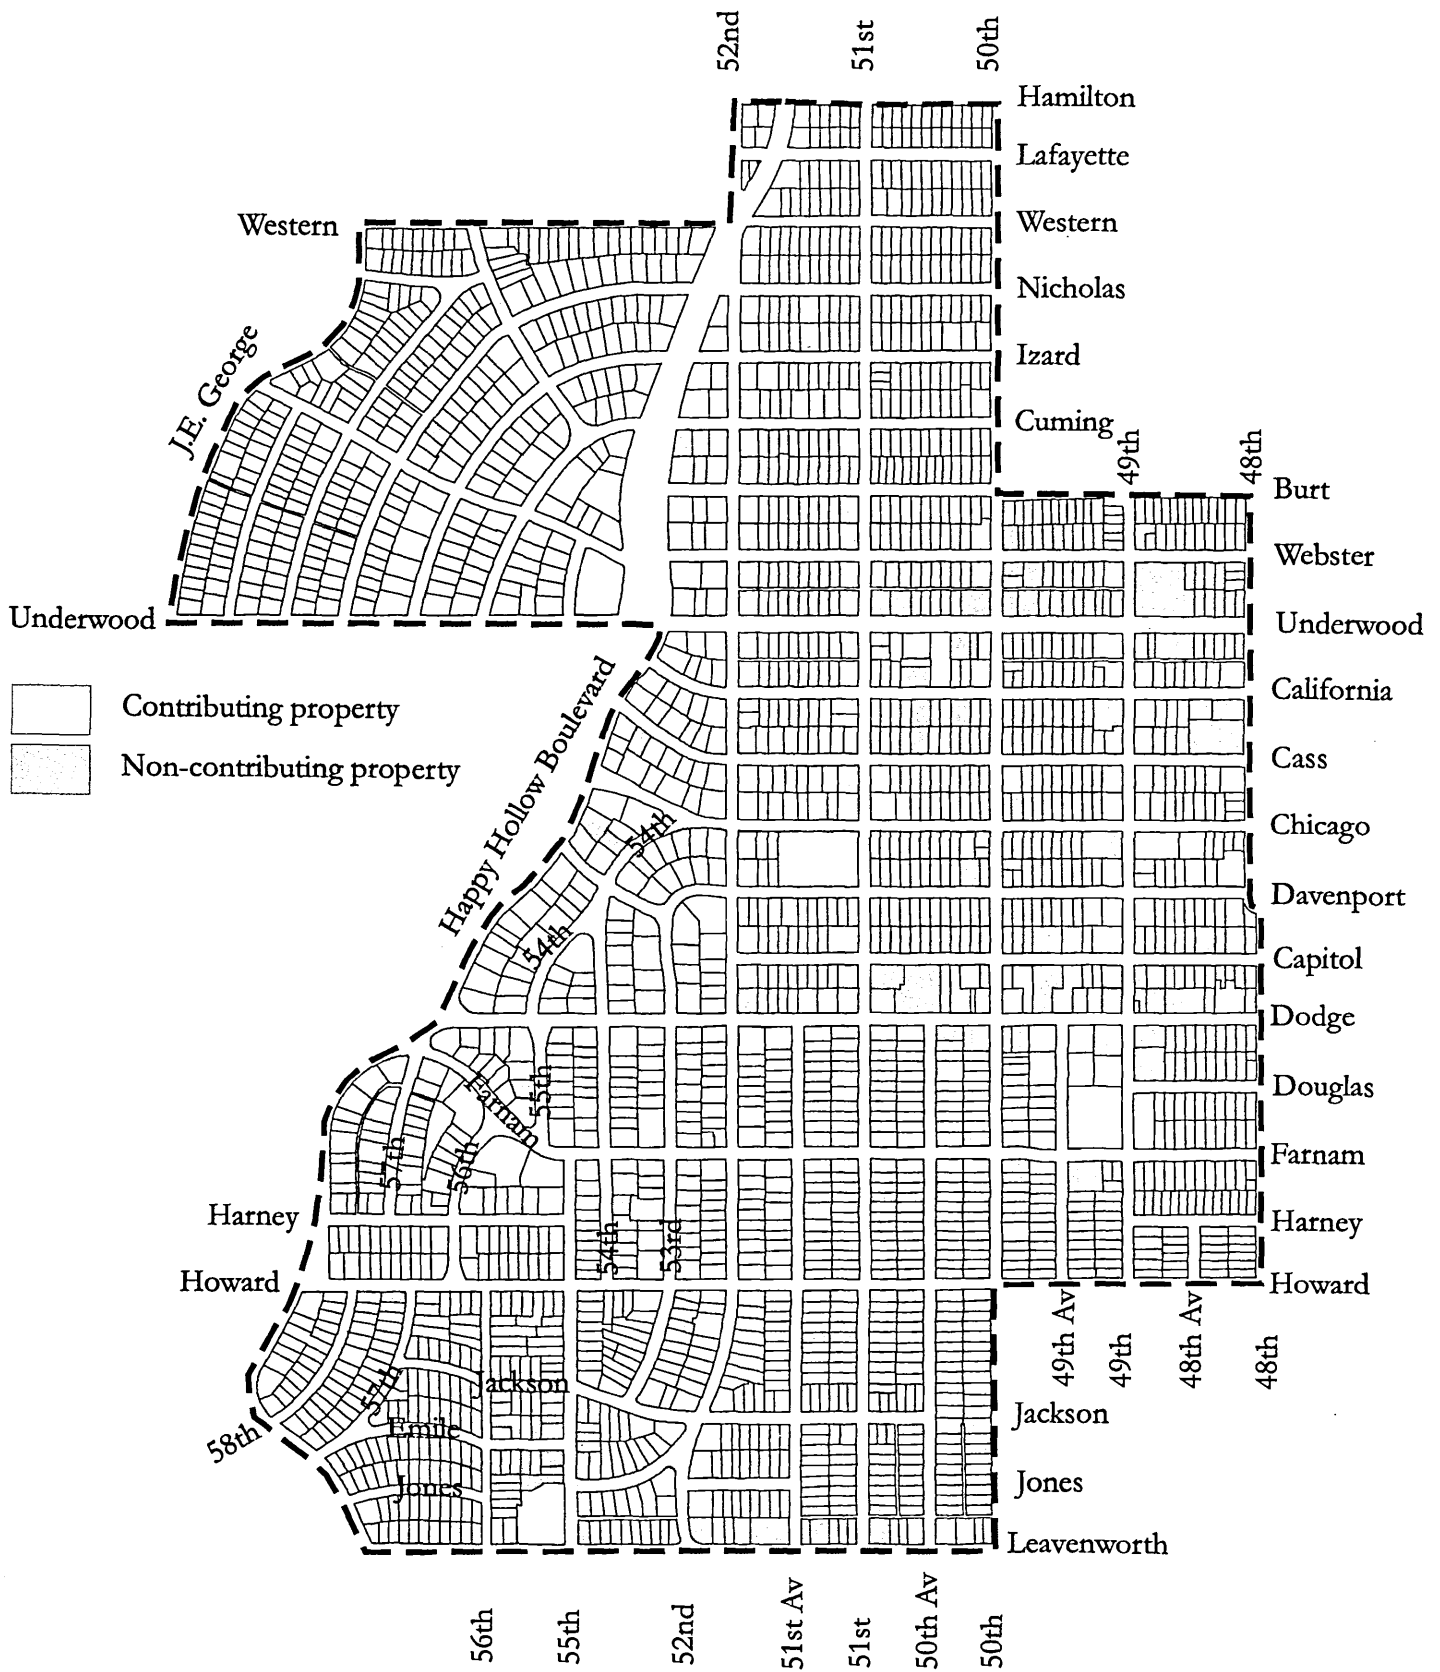 52nd
51st
50th
Hamilton
Lafayette
Western
Western
Nicholas
Izard
J.E. George
Cuming
49th
48th
Burt
Webster
Underwood
Underwood
California
Contributing property
Non-contributing property
Happy Hollow Boulevard
Cass
54th
Chicago
Davenport
54th
Capitol
Dodge
Farnam
55th
Douglas
57th
56th
Farnam
Harney
54th
53rd
Harney
Howard
Howard
49th Av
49th
48th Av
48th
57th
Jackson
Jackson
58th
Emile
Jones
Jones
Leavenworth
56th
55th
52nd
51st Av
51st
50th Av
50th